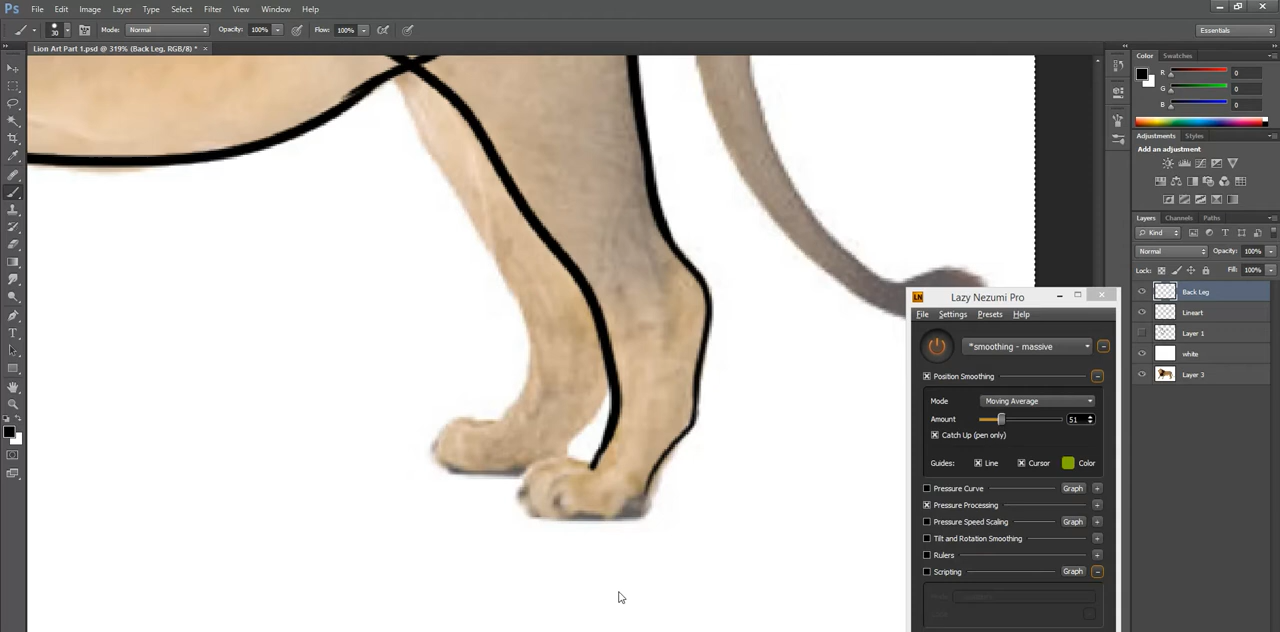 Ps File Edit Image Layer Type Select Filter View Window Help
30 Mode: Normal Opacity: 100% Flow: 100% Essentials
Lion Art Part 1.psd @ 319% (Back Leg, RGB/8) * ×
Color Swatches
R 0
G 0
B 0
Adjustments Styles
Add an adjustment
Layers Channels Paths
Kind
Normal Opacity: 100%
Lock: Fill: 100%
Back Leg
Lineart
Layer 1
white
Layer 3
LN Lazy Nezumi Pro
File Settings Presets Help
*smoothing - massive
Position Smoothing
Mode Moving Average
Amount 51
Catch Up (pen only)
Guides: Line Cursor Color
Pressure Curve Graph
Pressure Processing
Pressure Speed Scaling Graph
Tilt and Rotation Smoothing
Rulers
Scripting Graph